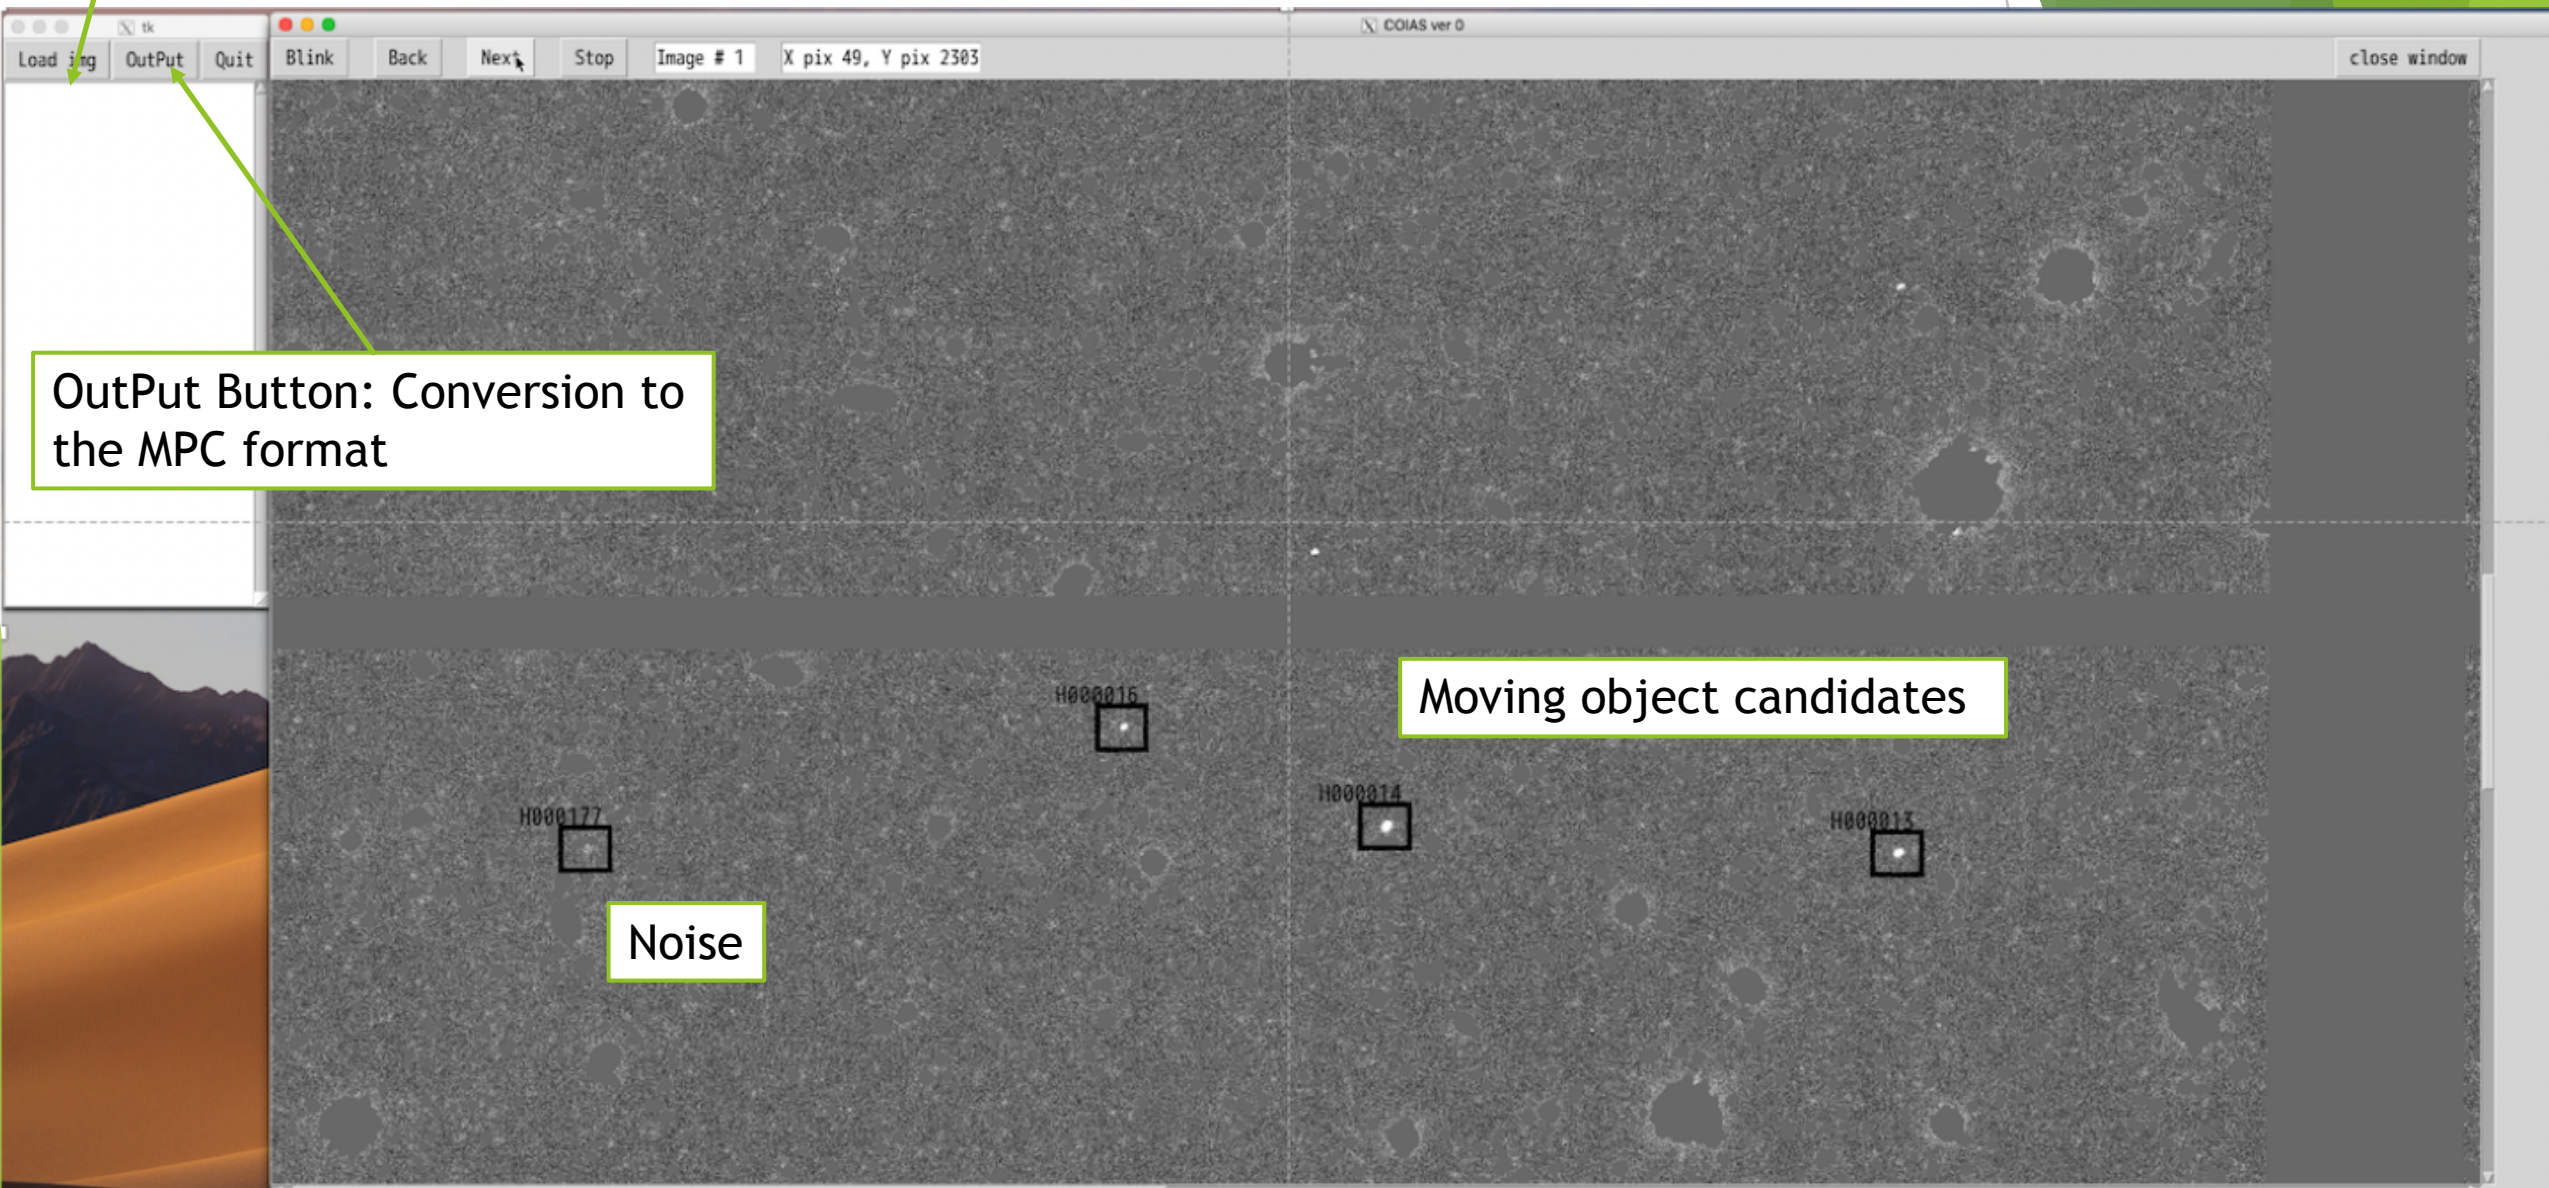 tk
COIAS ver 0
Load img OutPut Quit
Blink Back Next Stop Image # 1 X pix 49, Y pix 2303 close window
OutPut Button: Conversion to
the MPC format
Moving object candidates
H000016
H000014
H000177
H000013
Noise